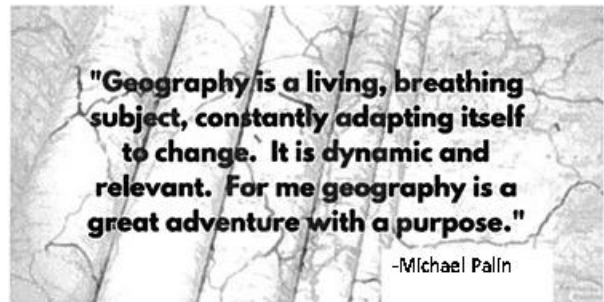 "Geography is a living, breathing
subject, constantly adapting itself
to change. It is dynamic and
relevant. For me geography is a
great adventure with a purpose."
-Michael Palin